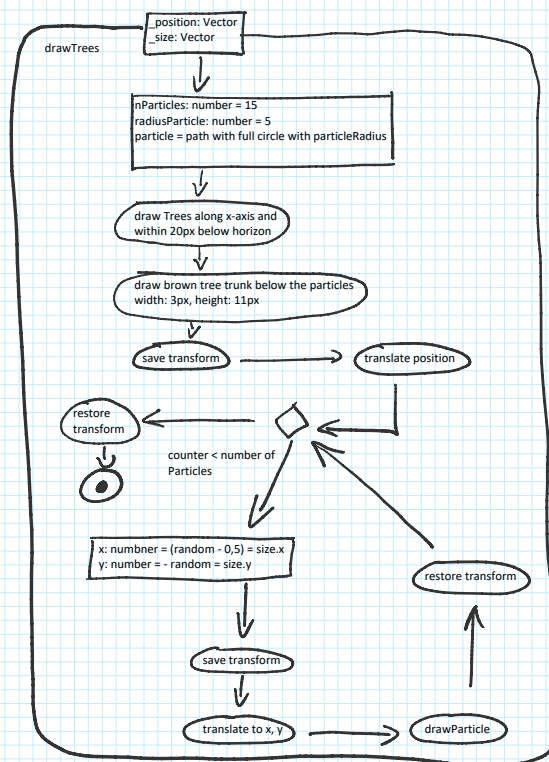 _position: Vector
_size: Vector
drawTrees
nParticles: number = 15
radiusParticle: number = 5
particle = path with full circle with particleRadius
draw Trees along x-axis and
within 20px below horizon
draw brown tree trunk below the particles
width: 3px, height: 11px
save transform
translate position
restore
transform
counter < number of
Particles
x: numbner = (random - 0,5) = size.x
y: number = - random = size.y
restore transform
save transform
translate to x, y
drawParticle